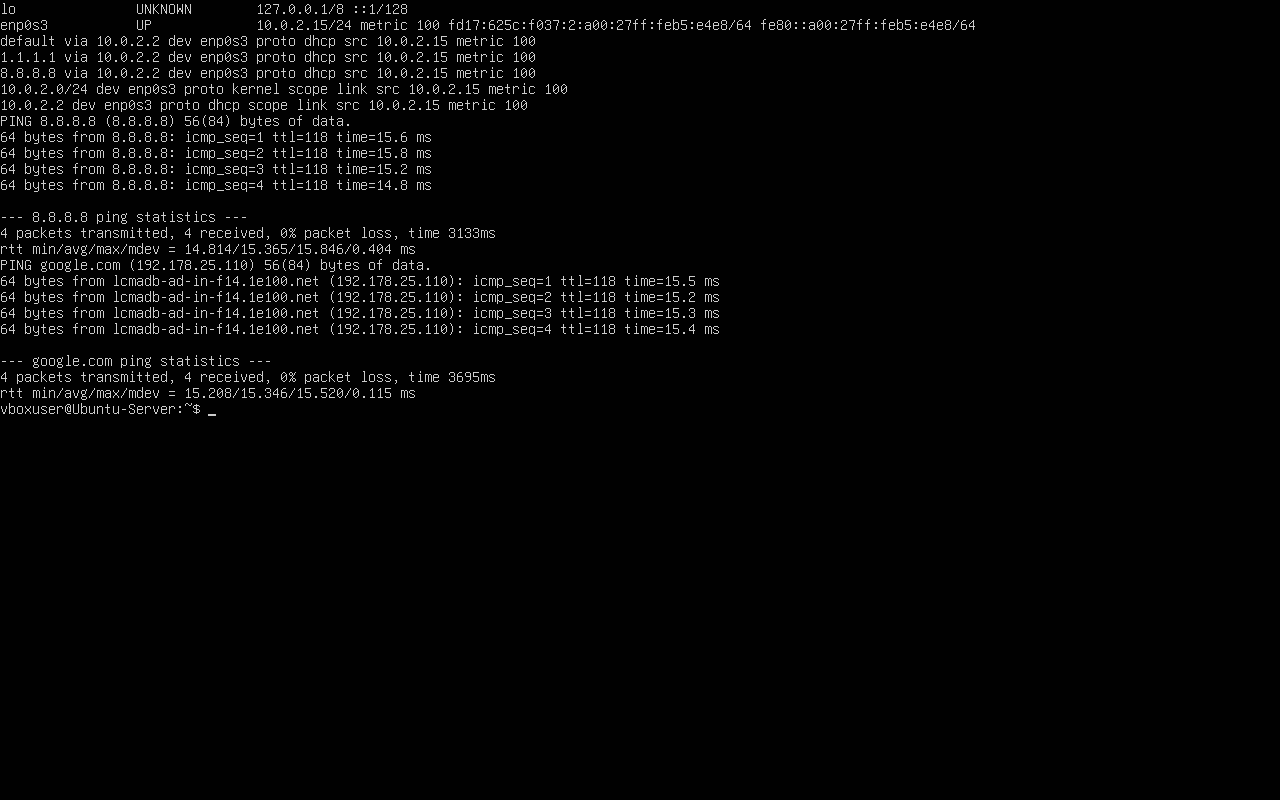 lo               UNKNOWN        127.0.0.1/8 ::1/128
enp0s3           UP             10.0.2.15/24 metric 100 fd17:625c:f037:2:a00:27ff:feb5:e4e8/64 fe80::a00:27ff:feb5:e4e8/64
default via 10.0.2.2 dev enp0s3 proto dhcp src 10.0.2.15 metric 100
1.1.1.1 via 10.0.2.2 dev enp0s3 proto dhcp src 10.0.2.15 metric 100
8.8.8.8 via 10.0.2.2 dev enp0s3 proto dhcp src 10.0.2.15 metric 100
10.0.2.0/24 dev enp0s3 proto kernel scope link src 10.0.2.15 metric 100
10.0.2.2 dev enp0s3 proto dhcp scope link src 10.0.2.15 metric 100
PING 8.8.8.8 (8.8.8.8) 56(84) bytes of data.
64 bytes from 8.8.8.8: icmp_seq=1 ttl=118 time=15.6 ms
64 bytes from 8.8.8.8: icmp_seq=2 ttl=118 time=15.8 ms
64 bytes from 8.8.8.8: icmp_seq=3 ttl=118 time=15.2 ms
64 bytes from 8.8.8.8: icmp_seq=4 ttl=118 time=14.8 ms

--- 8.8.8.8 ping statistics ---
4 packets transmitted, 4 received, 0% packet loss, time 3133ms
rtt min/avg/max/mdev = 14.814/15.365/15.846/0.404 ms
PING google.com (192.178.25.110) 56(84) bytes of data.
64 bytes from lcmadb-ad-in-f14.1e100.net (192.178.25.110): icmp_seq=1 ttl=118 time=15.5 ms
64 bytes from lcmadb-ad-in-f14.1e100.net (192.178.25.110): icmp_seq=2 ttl=118 time=15.2 ms
64 bytes from lcmadb-ad-in-f14.1e100.net (192.178.25.110): icmp_seq=3 ttl=118 time=15.3 ms
64 bytes from lcmadb-ad-in-f14.1e100.net (192.178.25.110): icmp_seq=4 ttl=118 time=15.4 ms

--- google.com ping statistics ---
4 packets transmitted, 4 received, 0% packet loss, time 3695ms
rtt min/avg/max/mdev = 15.208/15.346/15.520/0.115 ms
vboxuser@Ubuntu-Server:~$ _